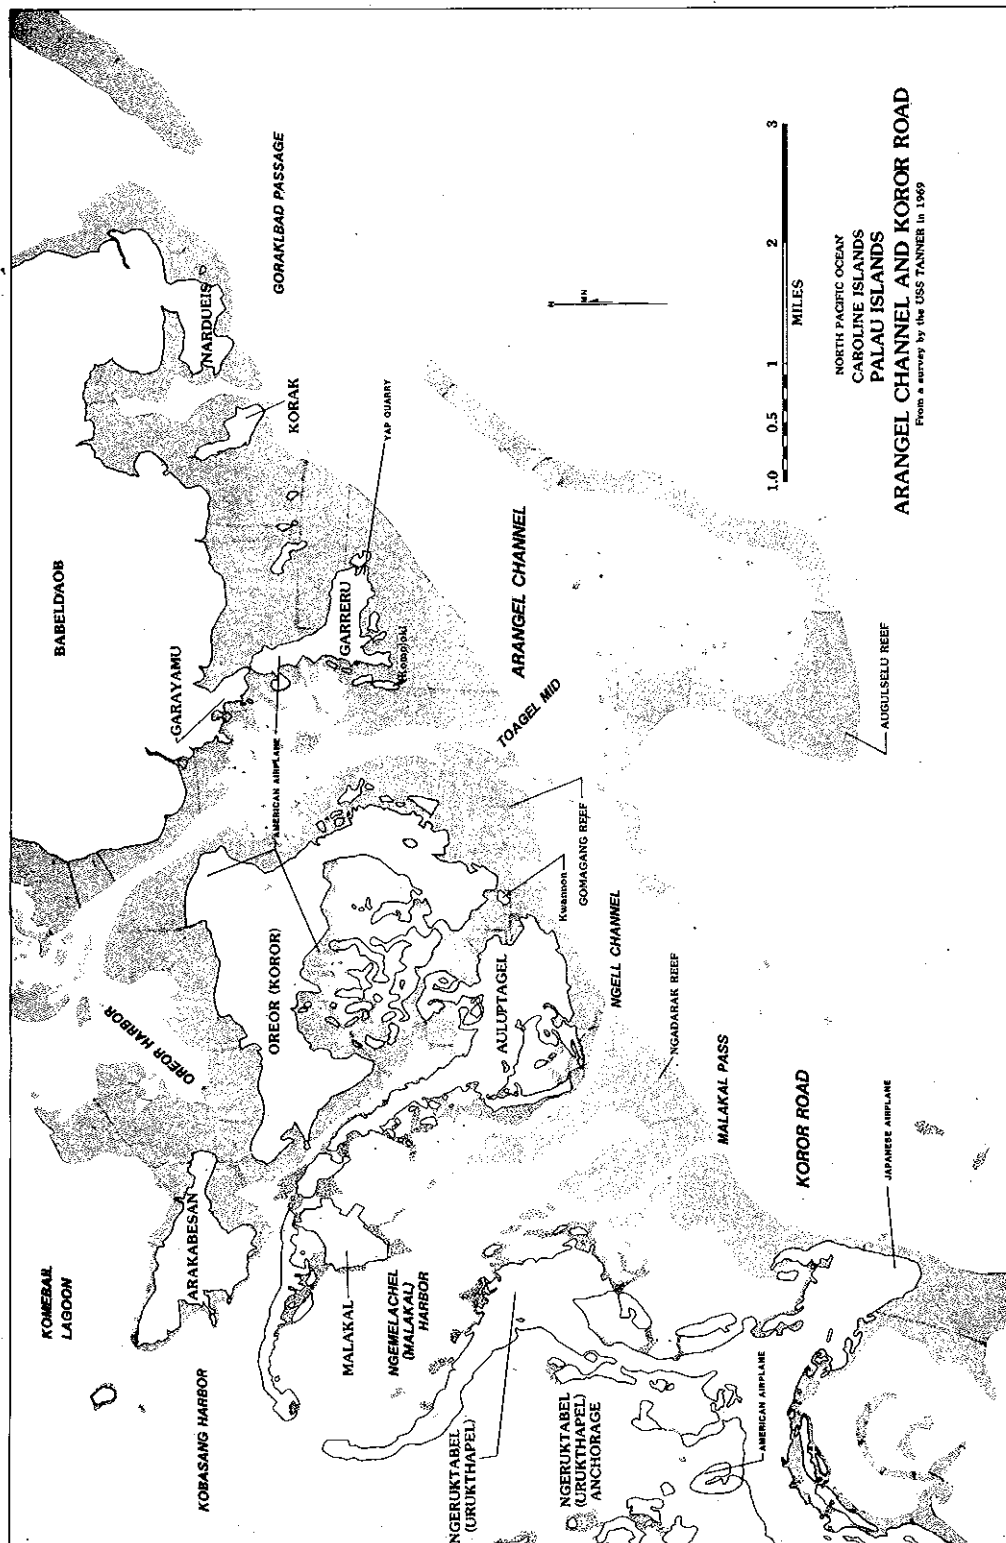 BABELDAOB
NARDUEIS
GORAKLBAD PASSAGE
KORAK
YAP QUARRY
GARAYAMU
GARRERU
(Komploki)
AMERICAN AIRPLANE
ARANGEL CHANNEL
TOAGEL MID
OREOR HARBOR
OREOR (KOROR)
Kwannon
GOMAGANG REEF
AULUPTAGEL
NGELL CHANNEL
NGADARAK REEF
MALAKAL PASS
KOROR ROAD
JAPANESE AIRPLANE
AUGULSELU REEF
KOMEBAIL
LAGOON
ARAKABESAN
KOBASANG HARBOR
MALAKAL
NGEMELACHEL
(MALAKAL)
HARBOR
NGERUKTABEL
(URUKTHAPEL)
NGERUKTABEL
(URUKTHAPEL)
ANCHORAGE
AMERICAN AIRPLANE
N
MN
1.0 0.5 1 2 3
MILES
NORTH PACIFIC OCEAN
CAROLINE ISLANDS
PALAU ISLANDS
ARANGEL CHANNEL AND KOROR ROAD
From a survey by the USS TANNER in 1969